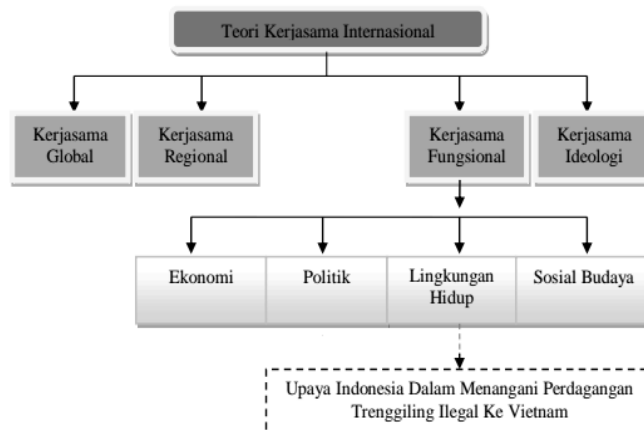 Teori Kerjasama Internasional
Kerjasama
Global
Kerjasama
Regional
Kerjasama
Fungsional
Kerjasama
Ideologi
Ekonomi
Politik
Lingkungan
Hidup
Sosial Budaya
Upaya Indonesia Dalam Menangani Perdagangan
Trenggiling Ilegal Ke Vietnam